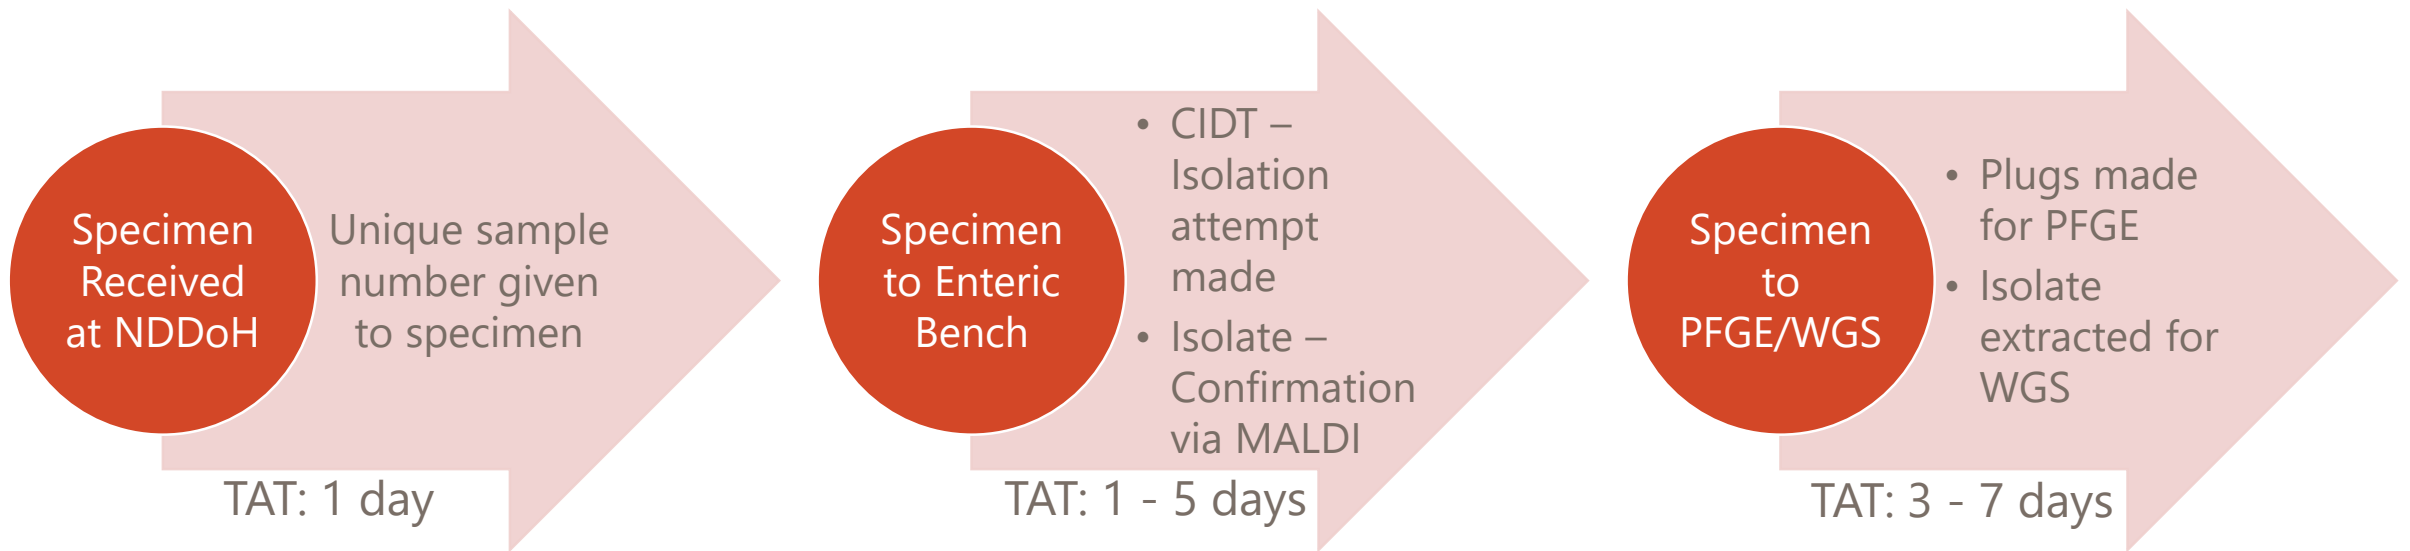 Specimen
Received
at NDDoH
Unique sample
number given
to specimen
TAT: 1 day
Specimen
to Enteric
Bench
• CIDT –
Isolation
attempt
made
• Isolate –
Confirmation
via MALDI
TAT: 1 - 5 days
Specimen
to
PFGE/WGS
• Plugs made
for PFGE
• Isolate
extracted for
WGS
TAT: 3 - 7 days